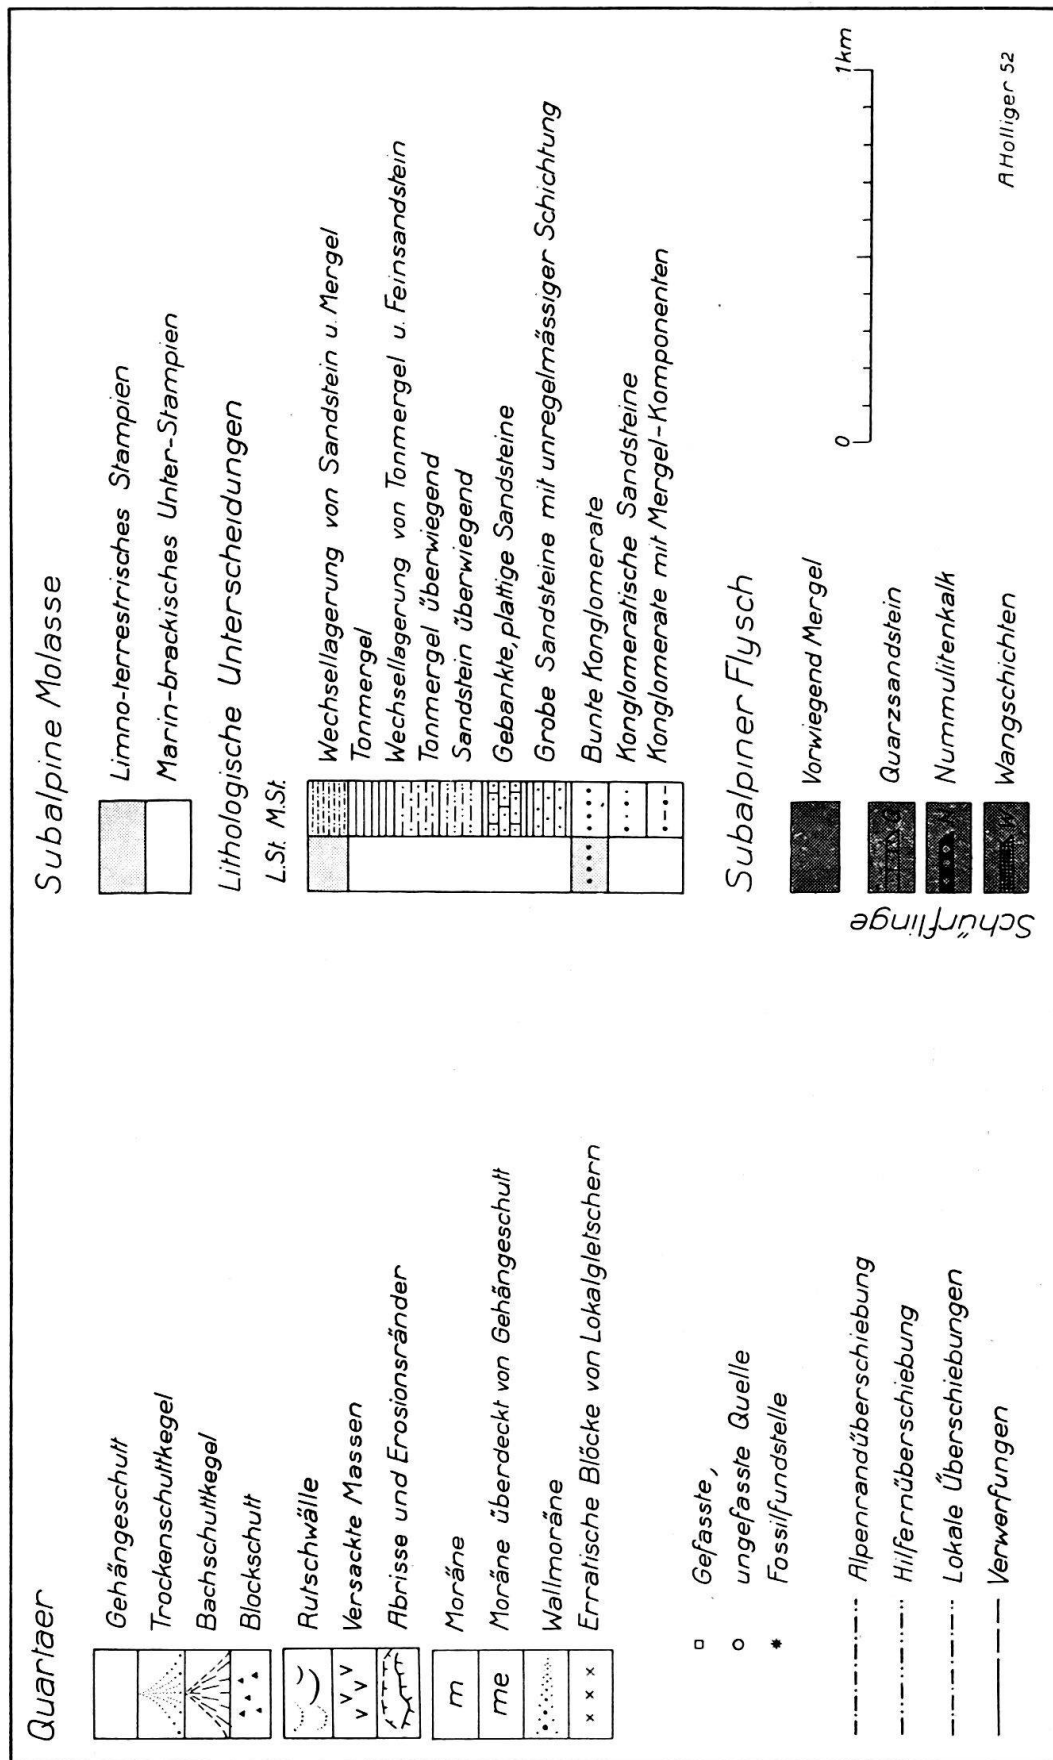 Quartaer
Gehängeschutt
Trockenschuttkegel
Bachschuttkegel
Blockschutt
Rutschwälle
Versackte Massen
Abrisse und Erosionsränder
m Moräne
me Moräne überdeckt von Gehängeschutt
Wallmoräne
Erratische Blöcke von Lokalgletschern
Gefasste,
ungefasste Quelle
Fossilfundstelle
Alpenrandüberschiebung
Hilfernüberschiebung
Lokale Überschiebungen
Verwerfungen
Subalpine Molasse
Limno-terrestrisches Stampien
Marin-brackisches Unter-Stampien
Lithologische Unterscheidungen
L.St. M.St.
Wechsellagerung von Sandstein u. Mergel
Tonmergel
Wechsellagerung von Tonmergel u. Feinsandstein
Tonmergel überwiegend
Sandstein überwiegend
Gebankte, plattige Sandsteine
Grobe Sandsteine mit unregelmässiger Schichtung
Bunte Konglomerate
Konglomeratische Sandsteine
Konglomerate mit Mergel-Komponenten
Subalpiner Flysch
Vorwiegend Mergel
Schürflinge
Q Quarzsandstein
N Nummulitenkalk
W Wangschichten
0 1km
A Holliger 52